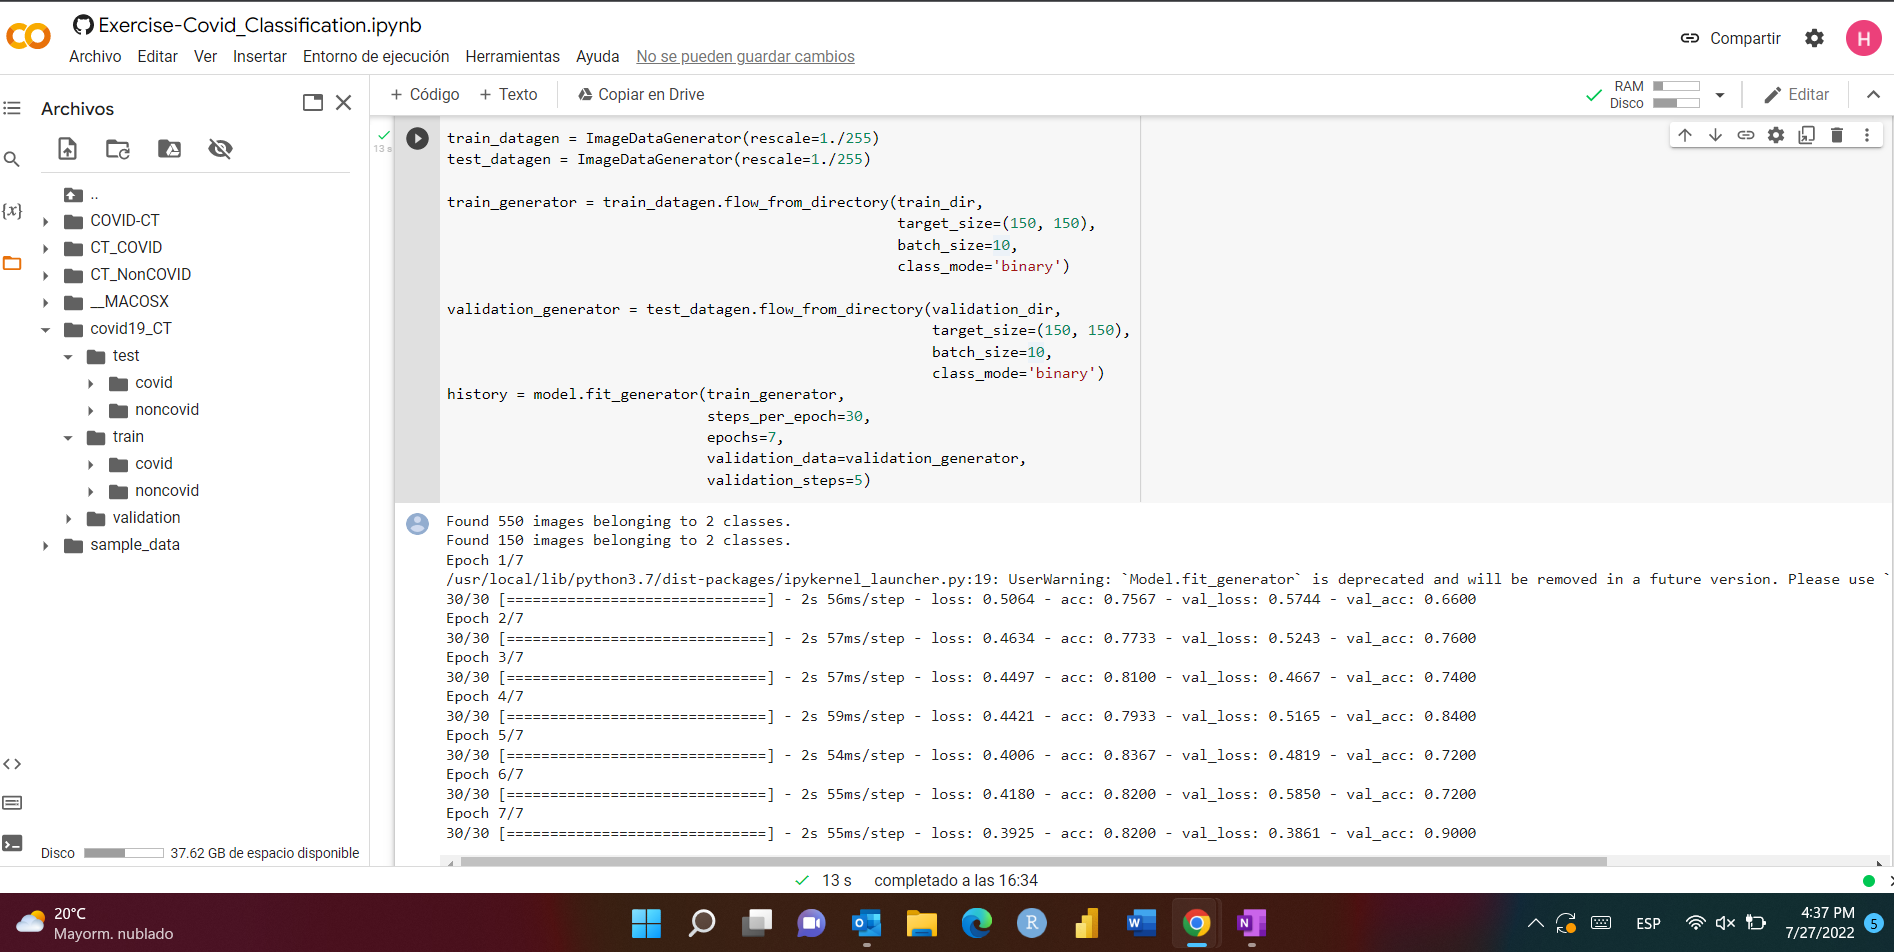 Exercise-Covid_Classification.ipynb
Archivo Editar Ver Insertar Entorno de ejecución Herramientas Ayuda No se pueden guardar cambios
Compartir
H
Archivos
+ Código + Texto Copiar en Drive
RAM
Disco
Editar
..
COVID-CT
CT_COVID
CT_NonCOVID
__MACOSX
covid19_CT
test
covid
noncovid
train
covid
noncovid
validation
sample_data
{x}
Disco 37.62 GB de espacio disponible
13 s
train_datagen = ImageDataGenerator(rescale=1./255)
test_datagen = ImageDataGenerator(rescale=1./255)
train_generator = train_datagen.flow_from_directory(train_dir,
target_size=(150, 150),
batch_size=10,
class_mode='binary')
validation_generator = test_datagen.flow_from_directory(validation_dir,
target_size=(150, 150),
batch_size=10,
class_mode='binary')
history = model.fit_generator(train_generator,
steps_per_epoch=30,
epochs=7,
validation_data=validation_generator,
validation_steps=5)
Found 550 images belonging to 2 classes.
Found 150 images belonging to 2 classes.
Epoch 1/7
/usr/local/lib/python3.7/dist-packages/ipykernel_launcher.py:19: UserWarning: `Model.fit_generator` is deprecated and will be removed in a future version. Please use `
30/30 [==============================] - 2s 56ms/step - loss: 0.5064 - acc: 0.7567 - val_loss: 0.5744 - val_acc: 0.6600
Epoch 2/7
30/30 [==============================] - 2s 57ms/step - loss: 0.4634 - acc: 0.7733 - val_loss: 0.5243 - val_acc: 0.7600
Epoch 3/7
30/30 [==============================] - 2s 57ms/step - loss: 0.4497 - acc: 0.8100 - val_loss: 0.4667 - val_acc: 0.7400
Epoch 4/7
30/30 [==============================] - 2s 59ms/step - loss: 0.4421 - acc: 0.7933 - val_loss: 0.5165 - val_acc: 0.8400
Epoch 5/7
30/30 [==============================] - 2s 54ms/step - loss: 0.4006 - acc: 0.8367 - val_loss: 0.4819 - val_acc: 0.7200
Epoch 6/7
30/30 [==============================] - 2s 55ms/step - loss: 0.4180 - acc: 0.8200 - val_loss: 0.5850 - val_acc: 0.7200
Epoch 7/7
30/30 [==============================] - 2s 55ms/step - loss: 0.3925 - acc: 0.8200 - val_loss: 0.3861 - val_acc: 0.9000
13 s completado a las 16:34
20°C
Mayorm. nublado
ESP
4:37 PM
7/27/2022
5